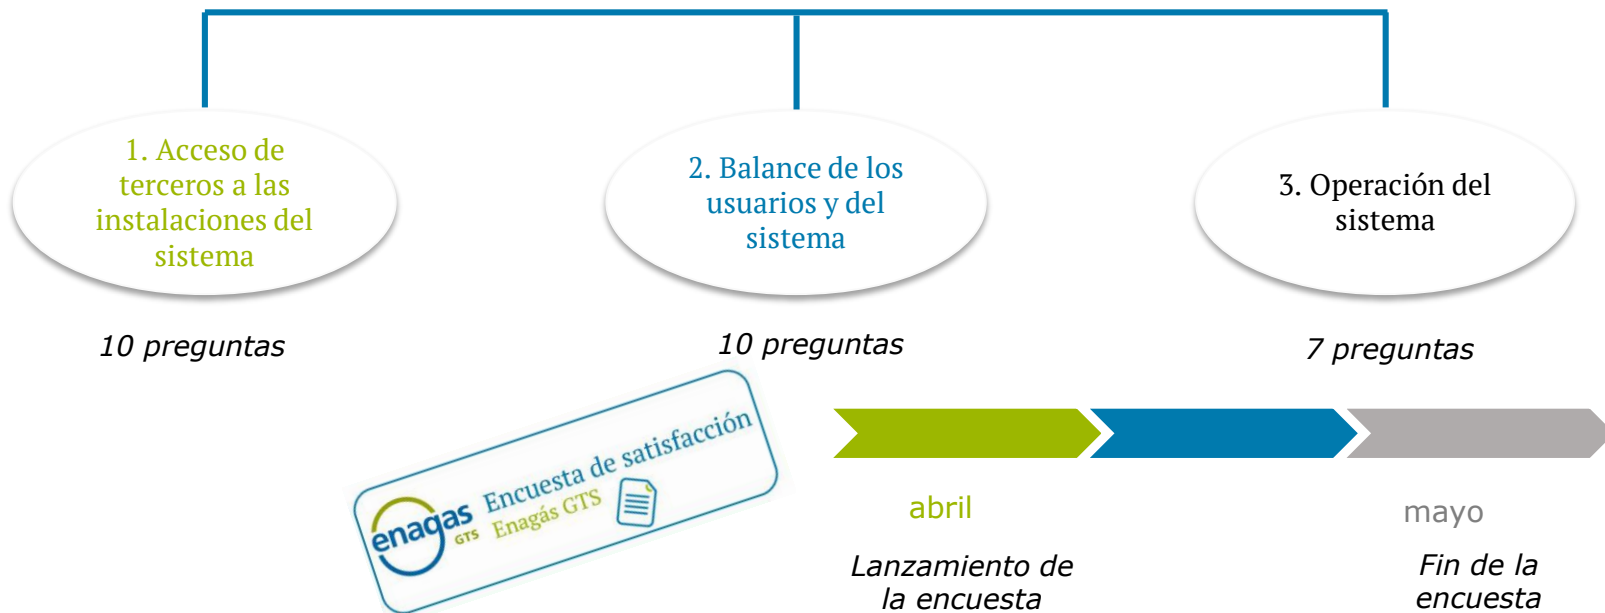 1. Acceso de
terceros a las
instalaciones del
sistema
2. Balance de los
usuarios y del
sistema
3. Operación del
sistema
10 preguntas
10 preguntas
7 preguntas
enagas
GTS
Encuesta de satisfacción
Enagás GTS
abril
mayo
Lanzamiento de
la encuesta
Fin de la
encuesta